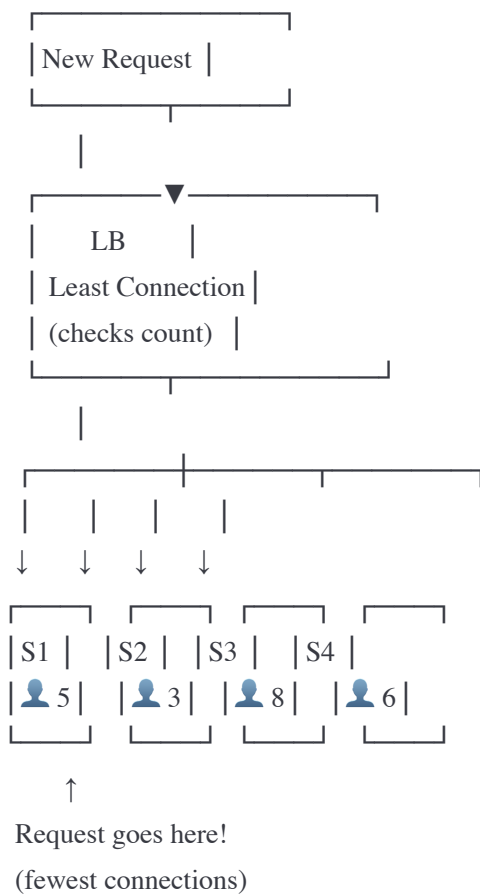 New Request
LB
Least Connection
(checks count)
S1 S2 S3 S4
5 3 8 6
Request goes here!
(fewest connections)